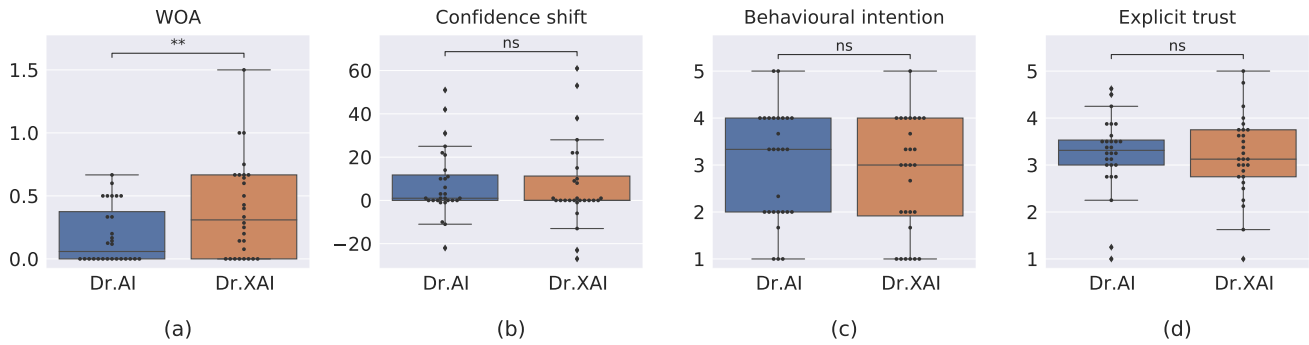 WOA
**
1.5
1.0
0.5
0.0
Dr.AI Dr.XAI
(a)
Confidence shift
ns
60
40
20
0
−20
Dr.AI Dr.XAI
(b)
Behavioural intention
ns
5
4
3
2
1
Dr.AI Dr.XAI
(c)
Explicit trust
ns
5
4
3
2
1
Dr.AI Dr.XAI
(d)